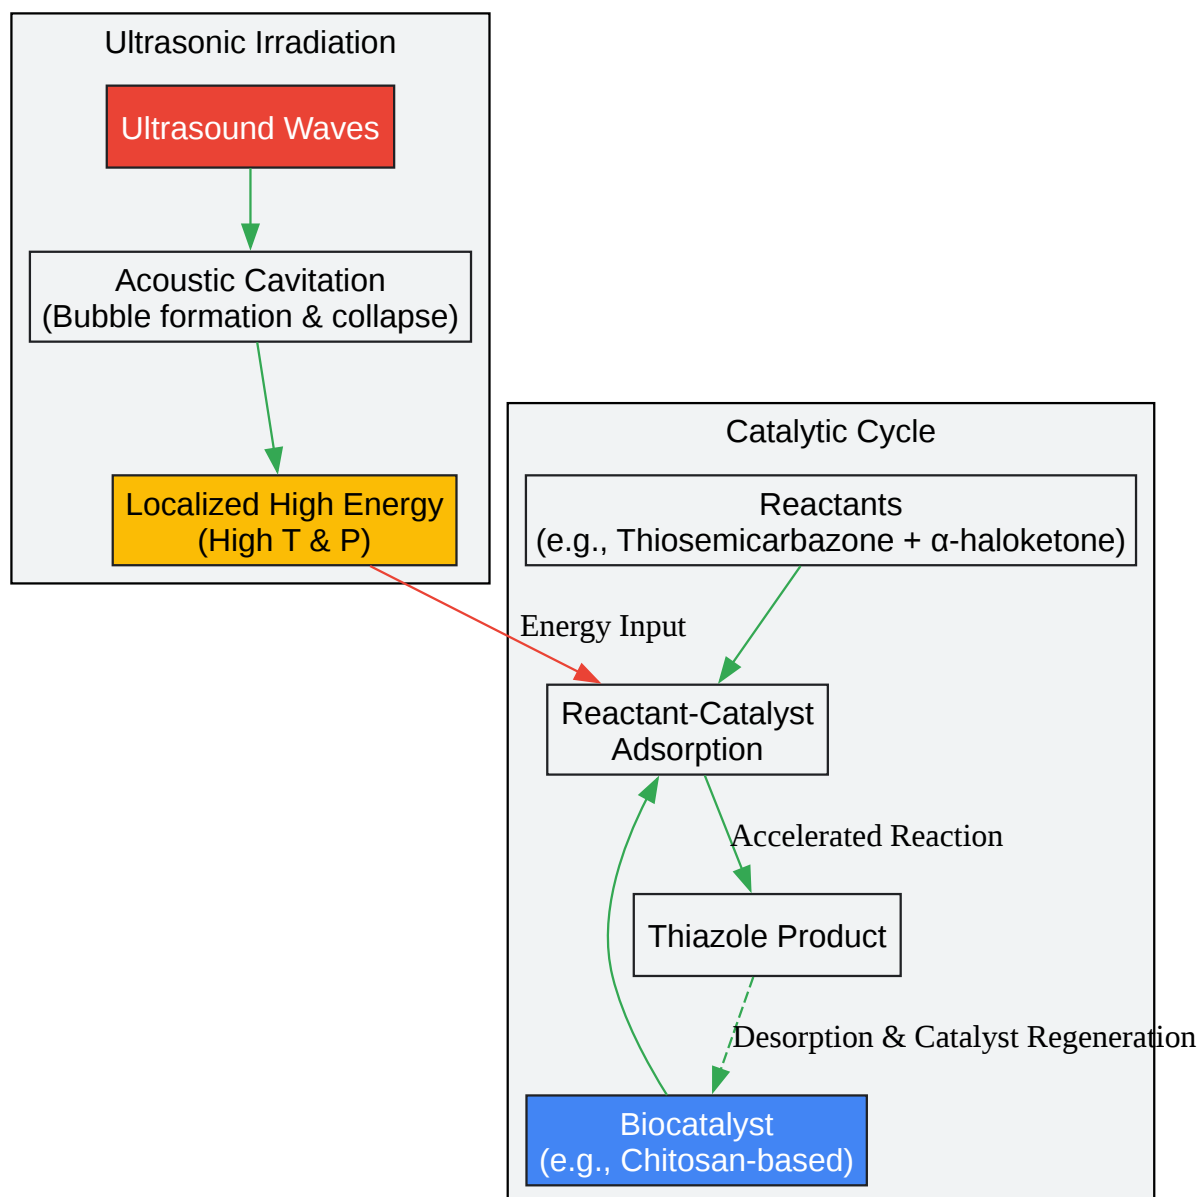 Ultrasonic Irradiation
Ultrasound Waves
Acoustic Cavitation
(Bubble formation & collapse)
Localized High Energy
(High T & P)
Catalytic Cycle
Reactants
(e.g., Thiosemicarbazone + α-haloketone)
Energy Input
Reactant-Catalyst
Adsorption
Accelerated Reaction
Thiazole Product
Desorption & Catalyst Regeneration
Biocatalyst
(e.g., Chitosan-based)